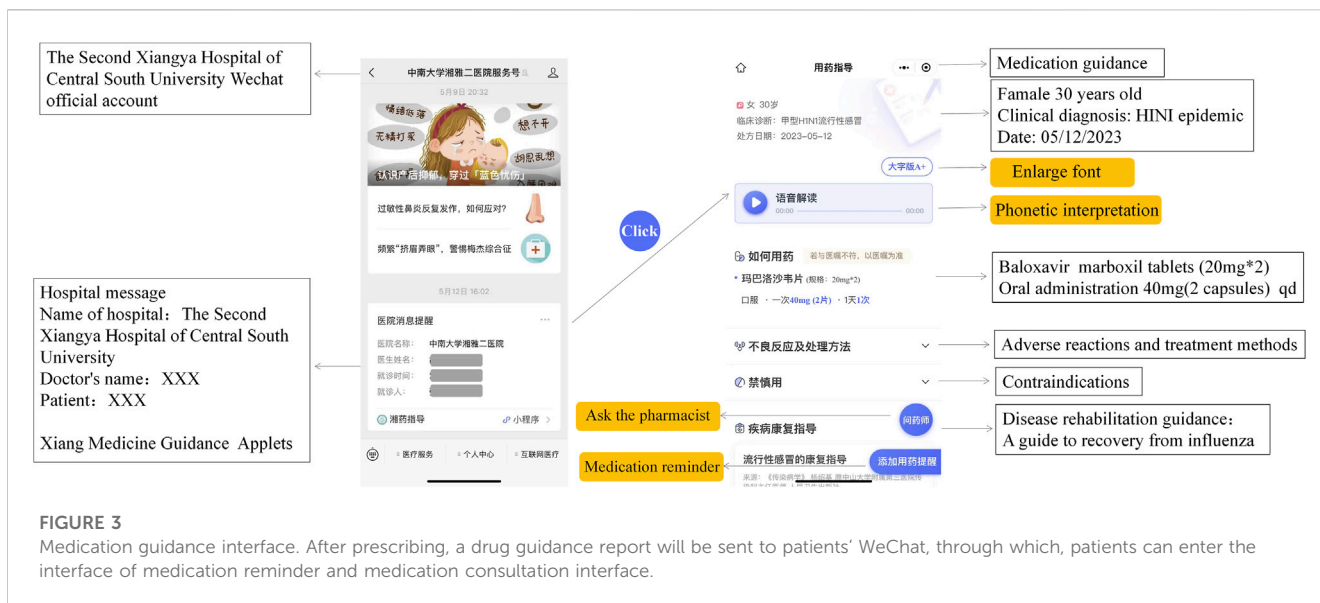 The Second Xiangya Hospital of
Central South University Wechat
official account
Hospital message
Name of hospital：The Second
Xiangya Hospital of Central South
University
Doctor's name：XXX
Patient：XXX
Xiang Medicine Guidance Applets
中南大学湘雅二医院服务号
5月9日 20:32
情绪低落
无精打采
想不开
胡思乱想
认识产后抑郁，穿过「蓝色忧伤」
过敏性鼻炎反复发作，如何应对?
频繁“挤眉弄眼”，警惕梅杰综合征
5月12日 16:02
医院消息提醒
医院名称： 中南大学湘雅二医院
医生姓名：
就诊时间：
就诊人：
湘药指导 小程序
医疗服务 个人中心 互联网医疗
Click
用药指导
女 30岁
临床诊断：甲型H1N1流行性感冒
处方日期：2023-05-12
大字版A+
语音解读
00:00 00:00
如何用药 若与医嘱不符，以医嘱为准
玛巴洛沙韦片 (规格：20mg*2)
口服 · 一次40mg (2片) · 1天1次
不良反应及处理方法
禁慎用
问药师
疾病康复指导
流行性感冒的康复指导
添加用药提醒
Medication guidance
Famale 30 years old
Clinical diagnosis: HINI epidemic
Date: 05/12/2023
Enlarge font
Phonetic interpretation
Baloxavir marboxil tablets (20mg*2)
Oral administration 40mg(2 capsules) qd
Adverse reactions and treatment methods
Contraindications
Disease rehabilitation guidance：
A guide to recovery from influenza
Ask the pharmacist
Medication reminder
FIGURE 3
Medication guidance interface. After prescribing, a drug guidance report will be sent to patients' WeChat, through which, patients can enter the
interface of medication reminder and medication consultation interface.